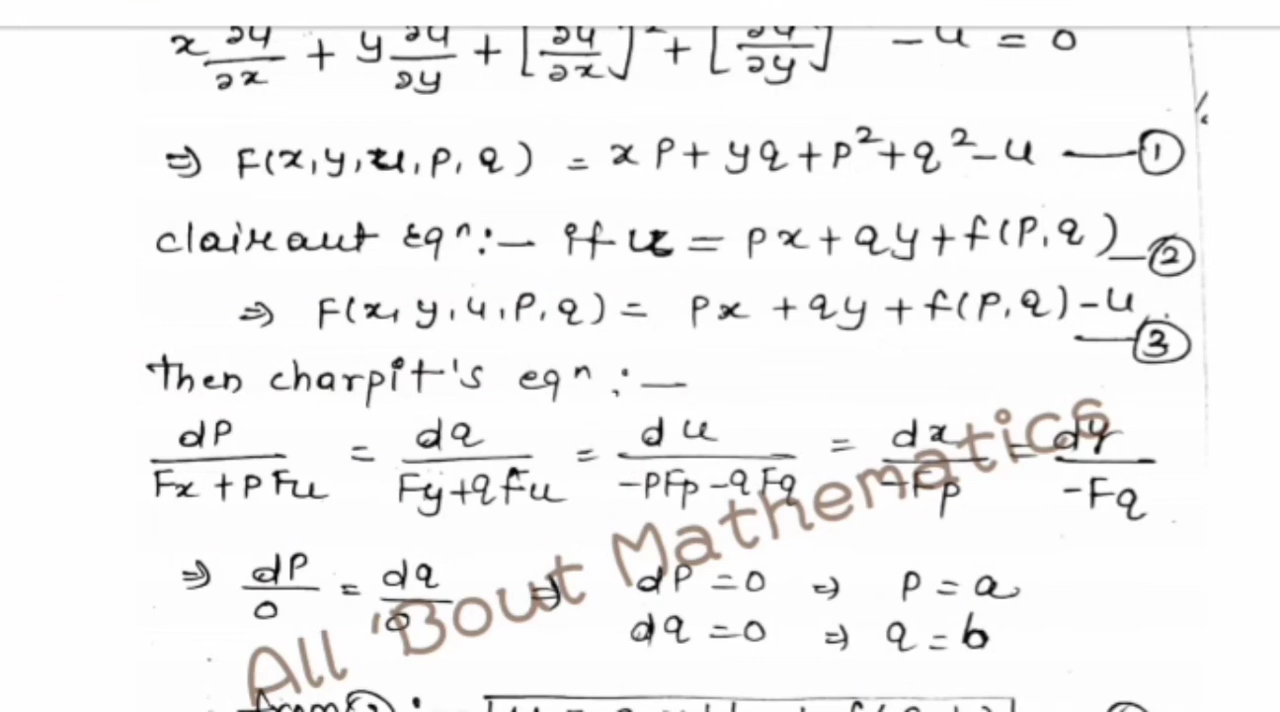 x ∂u/∂x + y ∂u/∂y + [∂u/∂x]² + [∂u/∂y] - u = 0
⇒ F(x,y,u,p,q) = xp + yq + p² + q² - u —①
clairaut Eqⁿ:- if u = px + qy + f(p,q) —②
⇒ F(x,y,u,p,q) = px + qy + f(p,q) - u —③
Then charpit's eqⁿ :—
dp/(Fx + pFu) = dq/(Fy + qFu) = du/(-pFp - qFq) = dx/(-Fp) = dy/(-Fq)
⇒ dp/0 = dq/0 ⇒ dp = 0 ⇒ p = a
dq = 0 ⇒ q = b
All 'Bout Mathematics